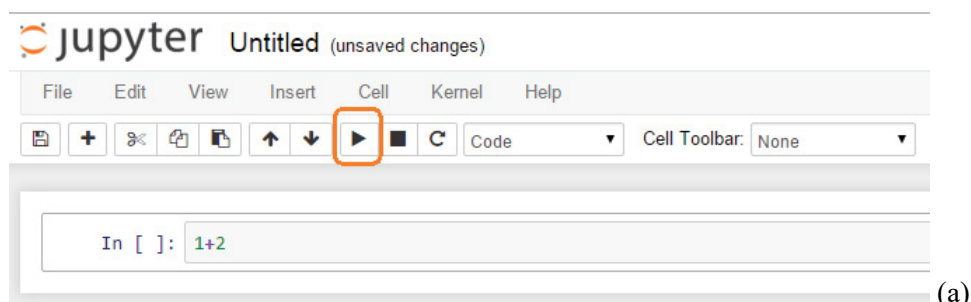 jupyter Untitled (unsaved changes)
File Edit View Insert Cell Kernel Help
Code Cell Toolbar: None
In [ ]: 1+2
(a)